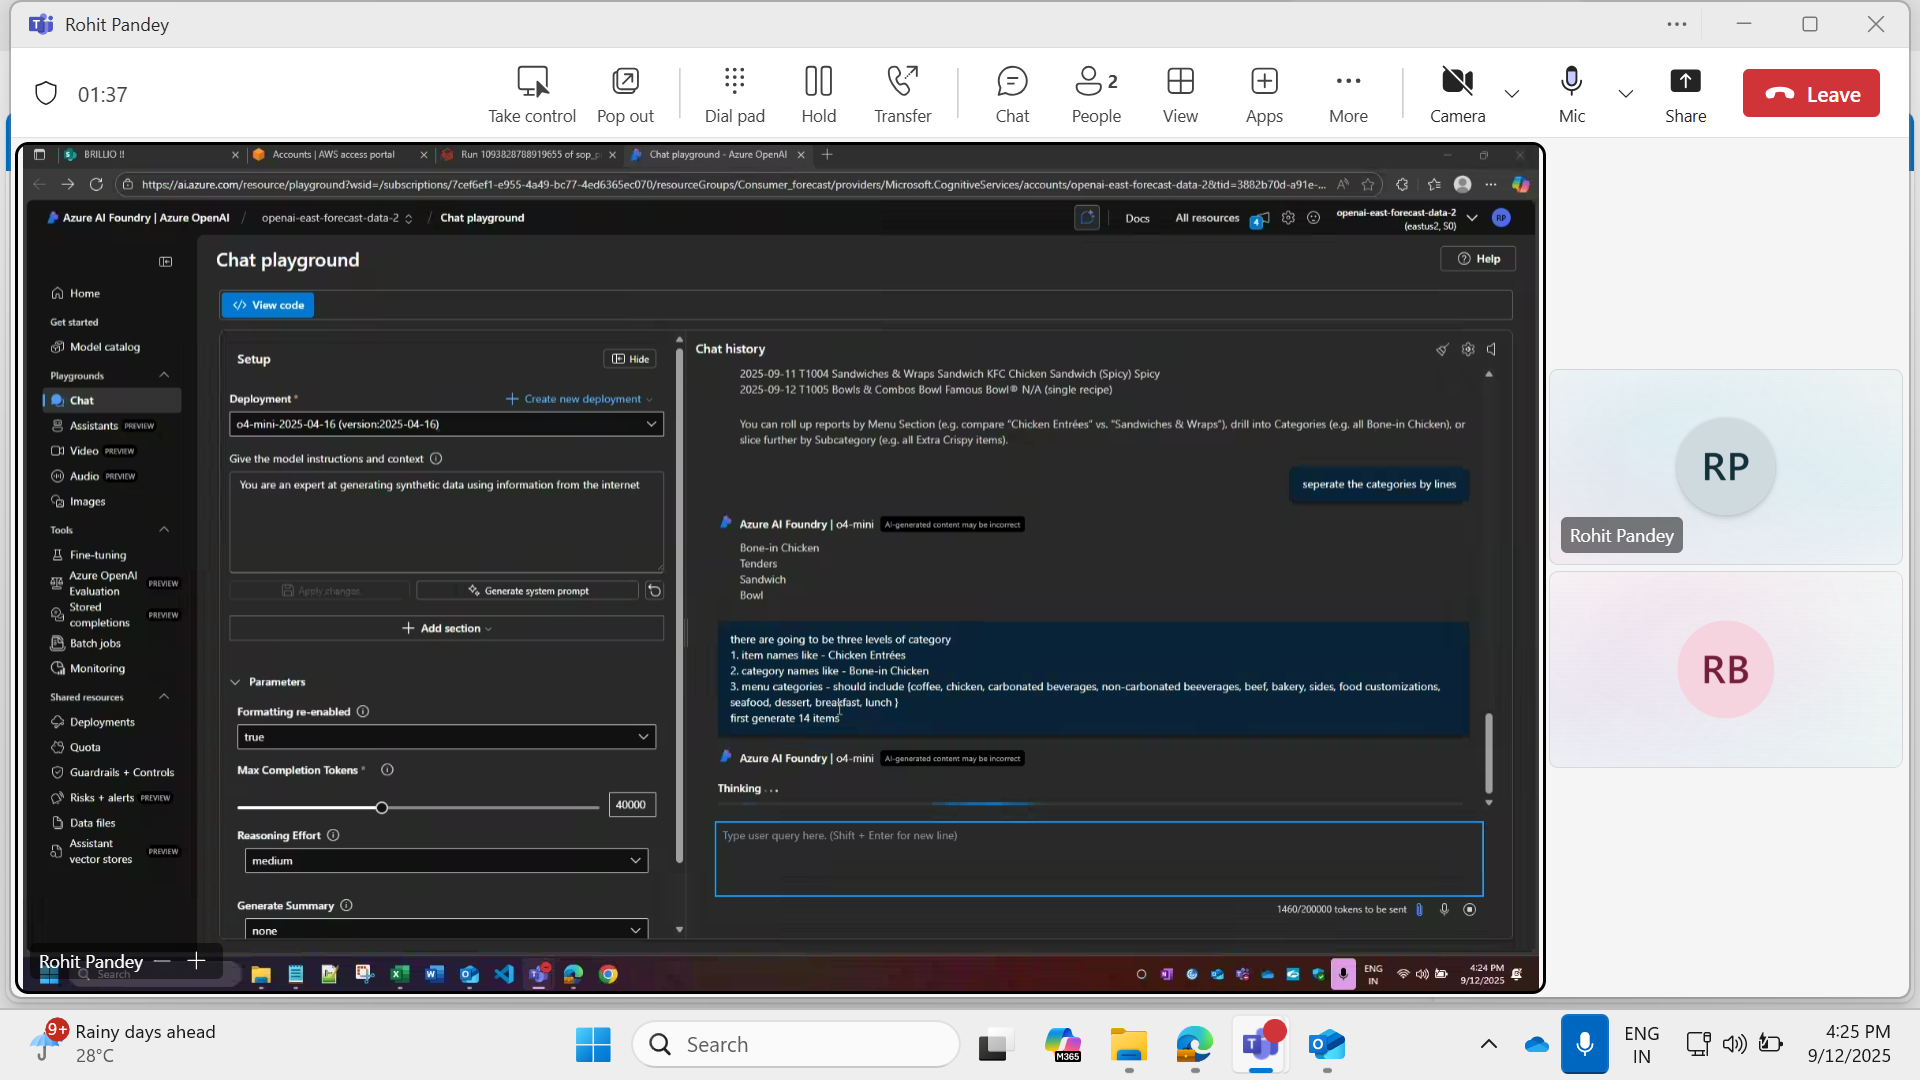 Rohit Pandey
01:37
Take control
Pop out
Dial pad
Hold
Transfer
Chat
2
People
View
Apps
More
Camera
Mic
Share
Leave
BRILLIO !!
Accounts | AWS access portal
Run 1093828788919655 of sop_p
Chat playground - Azure OpenAI
https://ai.azure.com/resource/playground?wsid=/subscriptions/7cef6ef1-e955-4a49-bc77-4ed6365ec070/resourceGroups/Consumer_forecast/providers/Microsoft.CognitiveServices/accounts/openai-east-forecast-data-2&tid=3882b70d-a91e-...
Azure AI Foundry | Azure OpenAI / openai-east-forecast-data-2 / Chat playground
Docs
All resources
4
openai-east-forecast-data-2
(eastus2, S0)
RP
Chat playground
Help
View code
Home
Get started
Model catalog
Playgrounds
Chat
Assistants PREVIEW
Video PREVIEW
Audio PREVIEW
Images
Tools
Fine-tuning
Azure OpenAI
Evaluation
PREVIEW
Stored
completions
PREVIEW
Batch jobs
Monitoring
Shared resources
Deployments
Quota
Guardrails + Controls
Risks + alerts PREVIEW
Data files
Assistant
vector stores
PREVIEW
Setup
Hide
Deployment *
Create new deployment
o4-mini-2025-04-16 (version:2025-04-16)
Give the model instructions and context
You are an expert at generating synthetic data using information from the internet
Apply changes
Generate system prompt
Add section
Parameters
Formatting re-enabled
true
Max Completion Tokens *
40000
Reasoning Effort
medium
Generate Summary
none
Chat history
2025-09-11 T1004 Sandwiches & Wraps Sandwich KFC Chicken Sandwich (Spicy) Spicy
2025-09-12 T1005 Bowls & Combos Bowl Famous Bowl® N/A (single recipe)
You can roll up reports by Menu Section (e.g. compare "Chicken Entrées" vs. "Sandwiches & Wraps"), drill into Categories (e.g. all Bone-in Chicken), or
slice further by Subcategory (e.g. all Extra Crispy items).
seperate the categories by lines
Azure AI Foundry | o4-mini AI-generated content may be incorrect
Bone-in Chicken
Tenders
Sandwich
Bowl
there are going to be three levels of category
1. item names like - Chicken Entrées
2. category names like - Bone-in Chicken
3. menu categories - should include {coffee, chicken, carbonated beverages, non-carbonated beeverages, beef, bakery, sides, food customizations,
seafood, dessert, breakfast, lunch }
first generate 14 items
Azure AI Foundry | o4-mini AI-generated content may be incorrect
Thinking ...
Type user query here. (Shift + Enter for new line)
1460/200000 tokens to be sent
Rohit Pandey
Search
ENG
IN
4:24 PM
9/12/2025
RP
Rohit Pandey
RB
9+
Rainy days ahead
28°C
Search
M365
ENG
IN
4:25 PM
9/12/2025